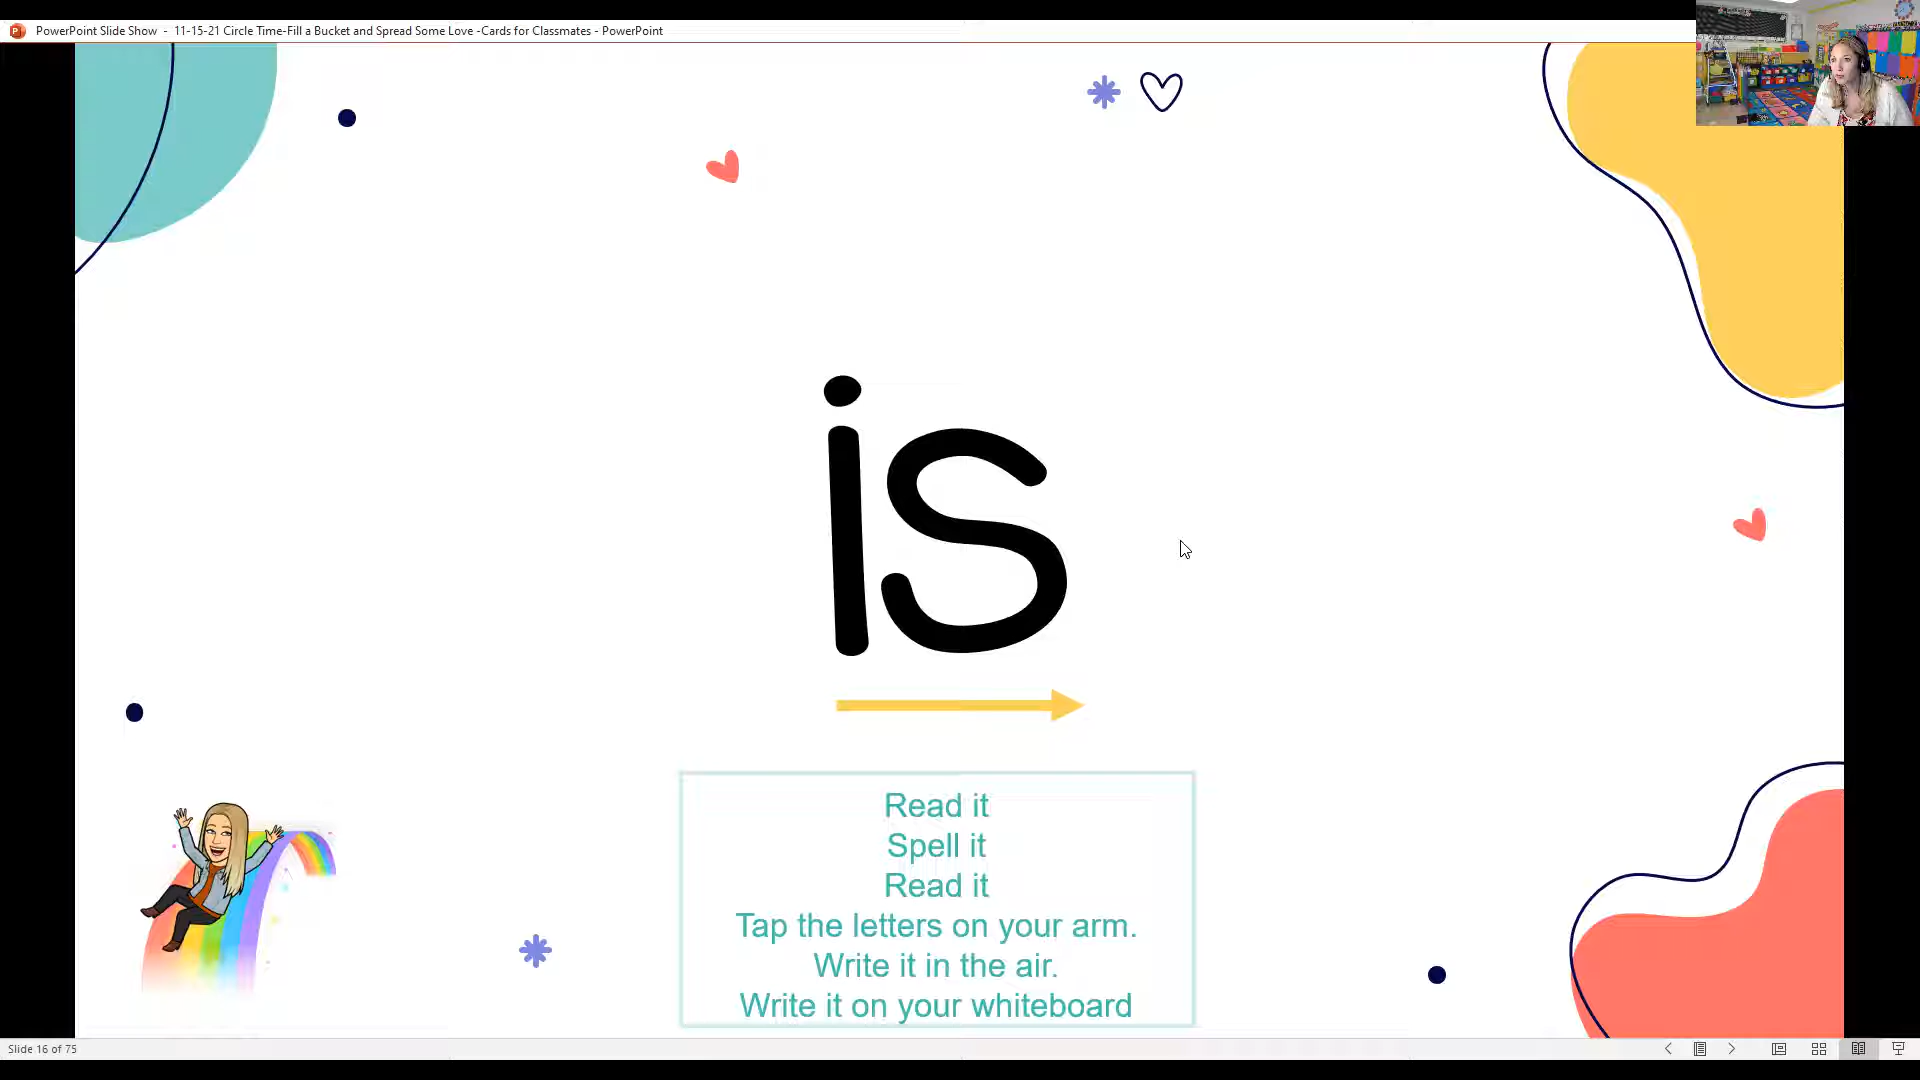 PowerPoint Slide Show - 11-15-21 Circle Time-Fill a Bucket and Spread Some Love -Cards for Classmates - PowerPoint
is
Read it
Spell it
Read it
Tap the letters on your arm.
Write it in the air.
Write it on your whiteboard
Slide 16 of 75